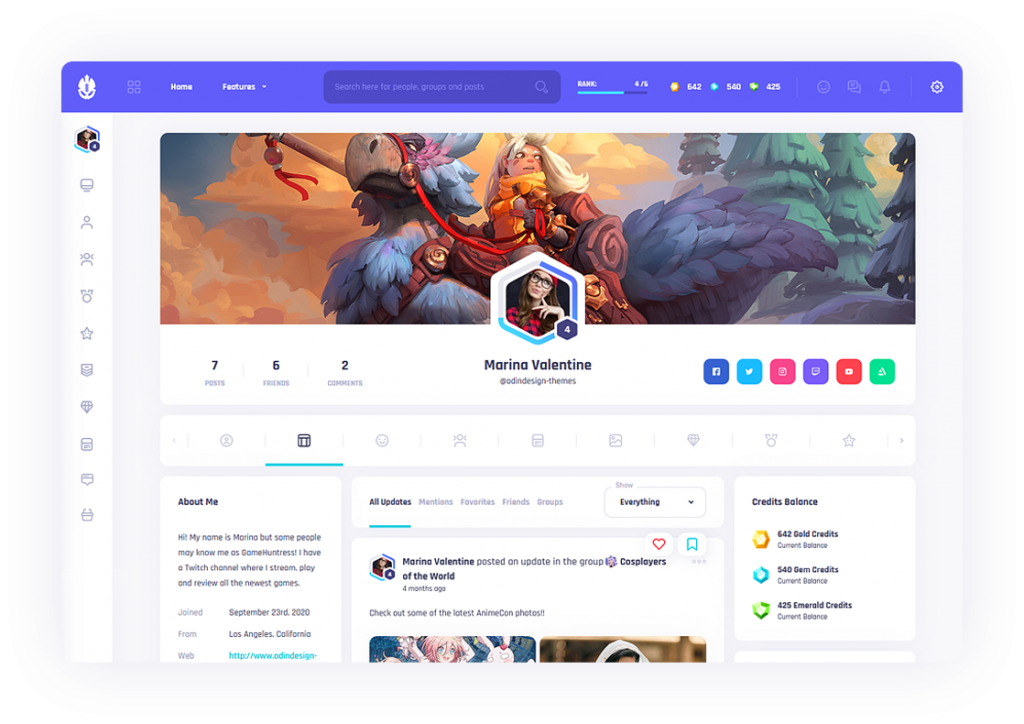 Home
Features
Search here for people, groups and posts
RANK:
4 /6
642
540
425
4
4
Marina Valentine
@odindesign-themes
7
POSTS
6
FRIENDS
2
COMMENTS
About Me
Hi! My name is Marina but some people
may know me as GameHuntress! I have
a Twitch channel where I stream, play
and review all the newest games.
Joined September 23rd, 2020
From Los Angeles, California
Web http://www.odindesign-
All Updates Mentions Favorites Friends Groups
Show
Everything
4
Marina Valentine posted an update in the group Cosplayers
of the World
4 months ago
Check out some of the latest AnimeCon photos!!
Credits Balance
642 Gold Credits
Current Balance
540 Gem Credits
Current Balance
425 Emerald Credits
Current Balance